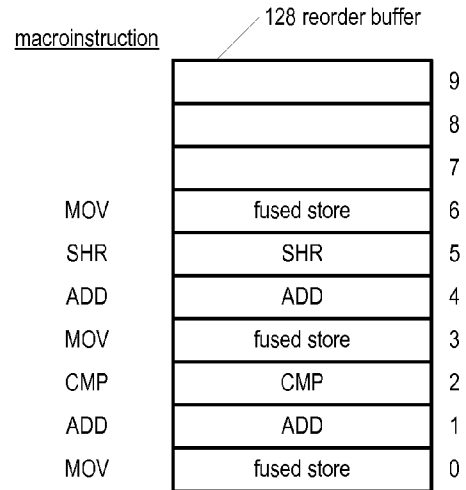 128 reorder buffer
macroinstruction
9
8
7
MOV fused store 6
SHR SHR 5
ADD ADD 4
MOV fused store 3
CMP CMP 2
ADD ADD 1
MOV fused store 0